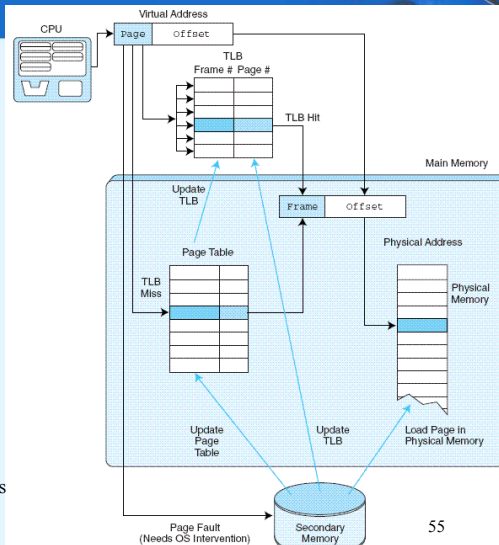 Virtual Address
CPU
Page Offset
TLB
Frame # Page #
TLB Hit
Main Memory
Update
TLB
Frame Offset
Page Table
Physical Address
TLB
Miss
Physical
Memory
Update
Page
Table
Update
TLB
Load Page in
Physical Memory
s
Page Fault
(Needs OS Intervention)
Secondary
Memory
55